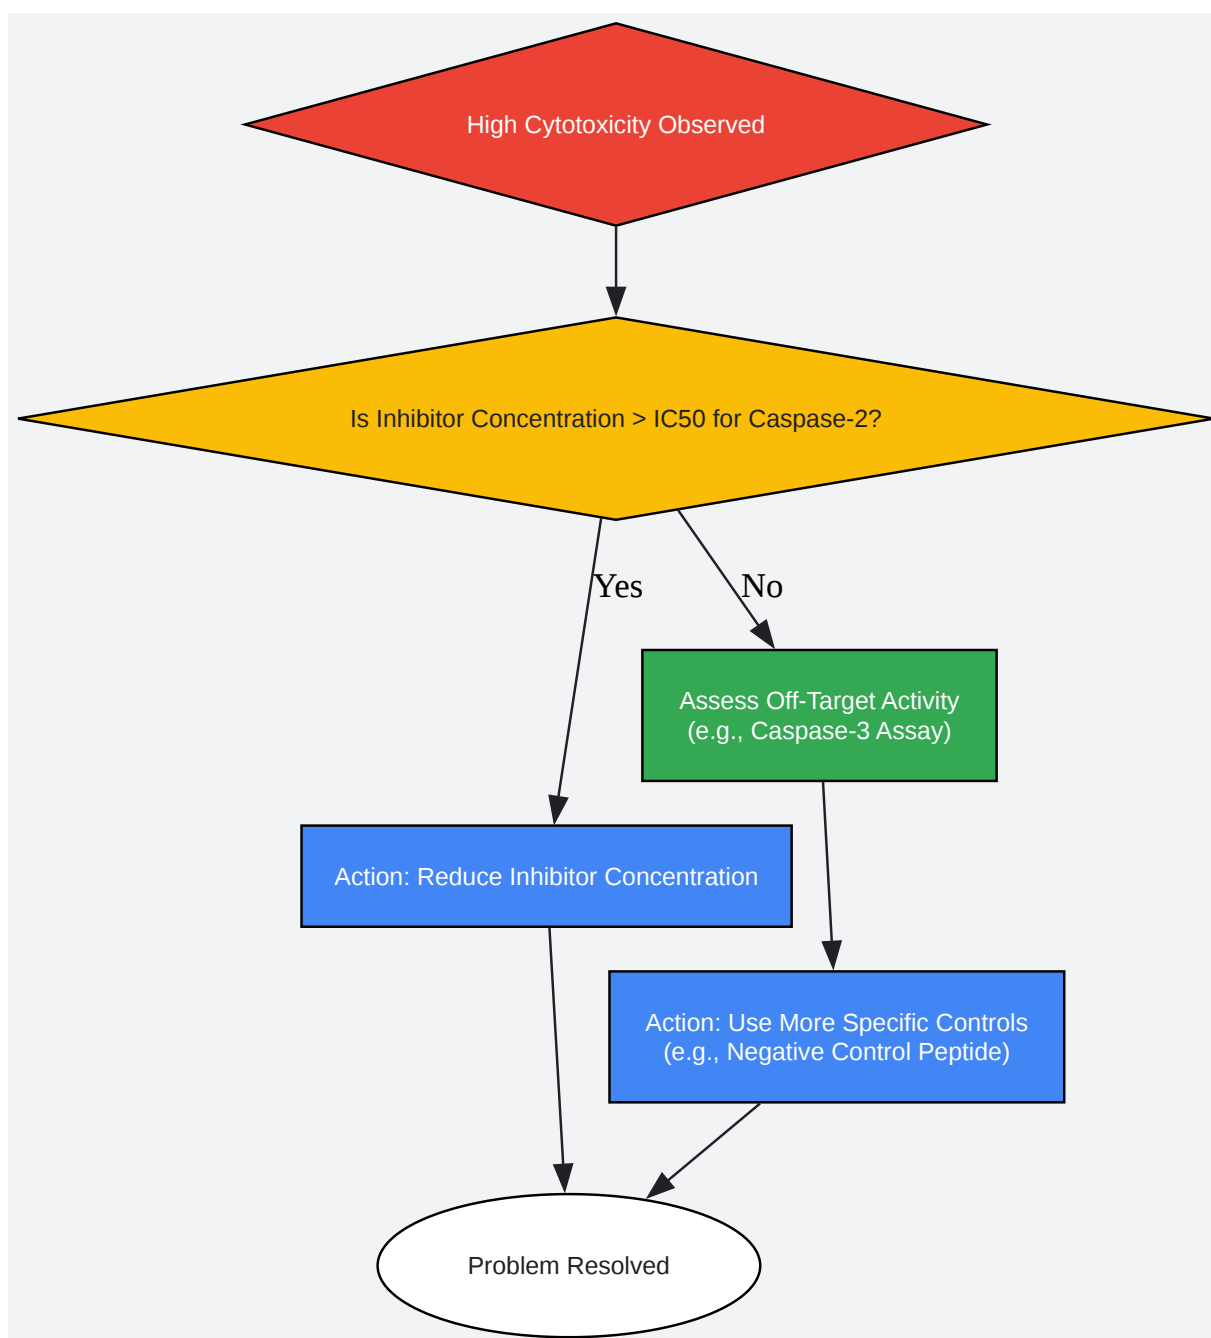 High Cytotoxicity Observed
Is Inhibitor Concentration > IC50 for Caspase-2?
Yes
No
Assess Off-Target Activity
(e.g., Caspase-3 Assay)
Action: Reduce Inhibitor Concentration
Action: Use More Specific Controls
(e.g., Negative Control Peptide)
Problem Resolved